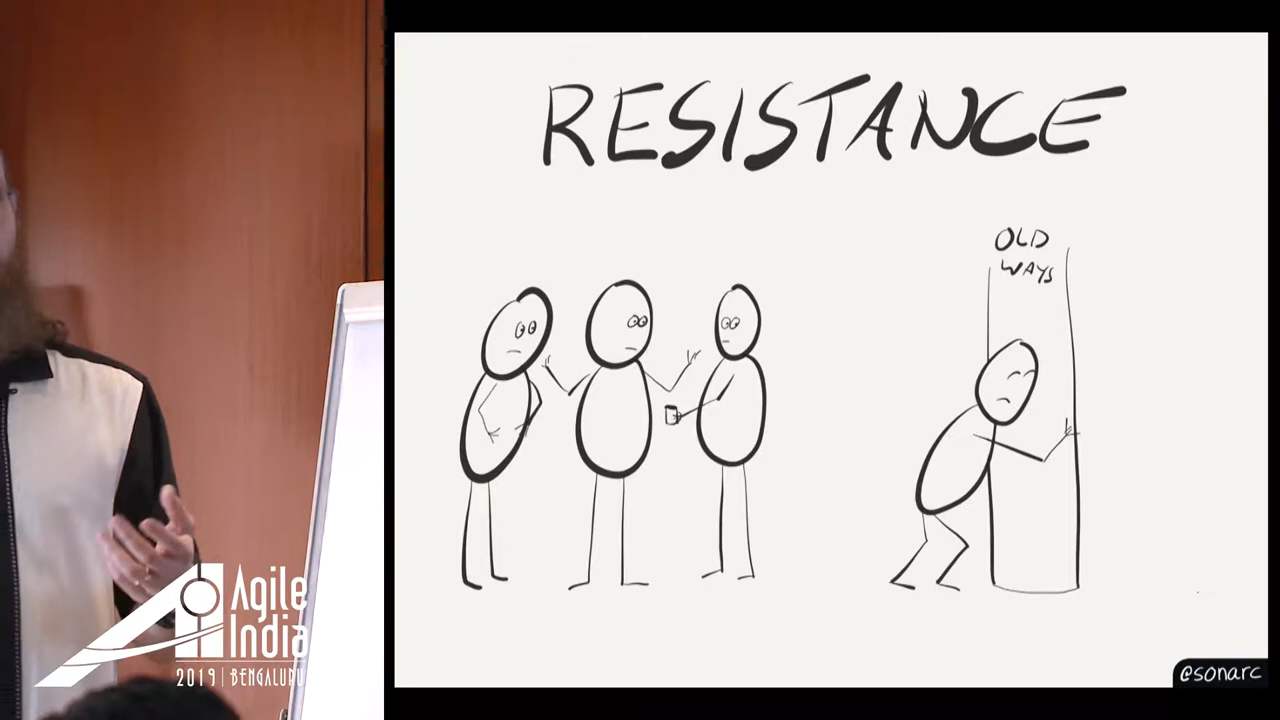 RESISTANCE
OLD
WAYS
@sonarc
Agile
India
2019 | BENGALURU